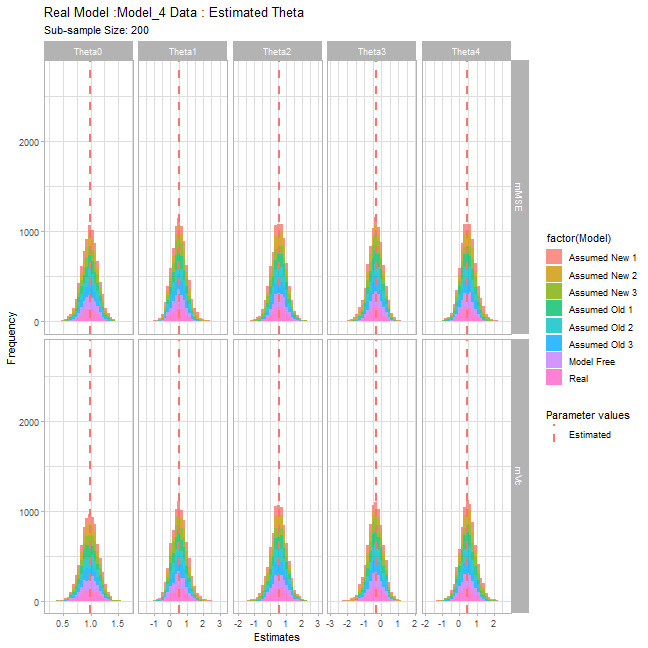 Real Model :Model_4 Data : Estimated Theta
Sub-sample Size: 200
Theta0 Theta1 Theta2 Theta3 Theta4
2000
1000
0
mMSE
Frequency
2000
1000
0
mVc
0.5 1.0 1.5 -2 -1 0 1 2 3 -2 -1 0 1 2 3 -3 -2 -1 0 1 2 -2 -1 0 1 2
Estimates
factor(Model)
Assumed New 1
Assumed New 2
Assumed New 3
Assumed Old 1
Assumed Old 2
Assumed Old 3
Model Free
Real
Parameter values
Estimated